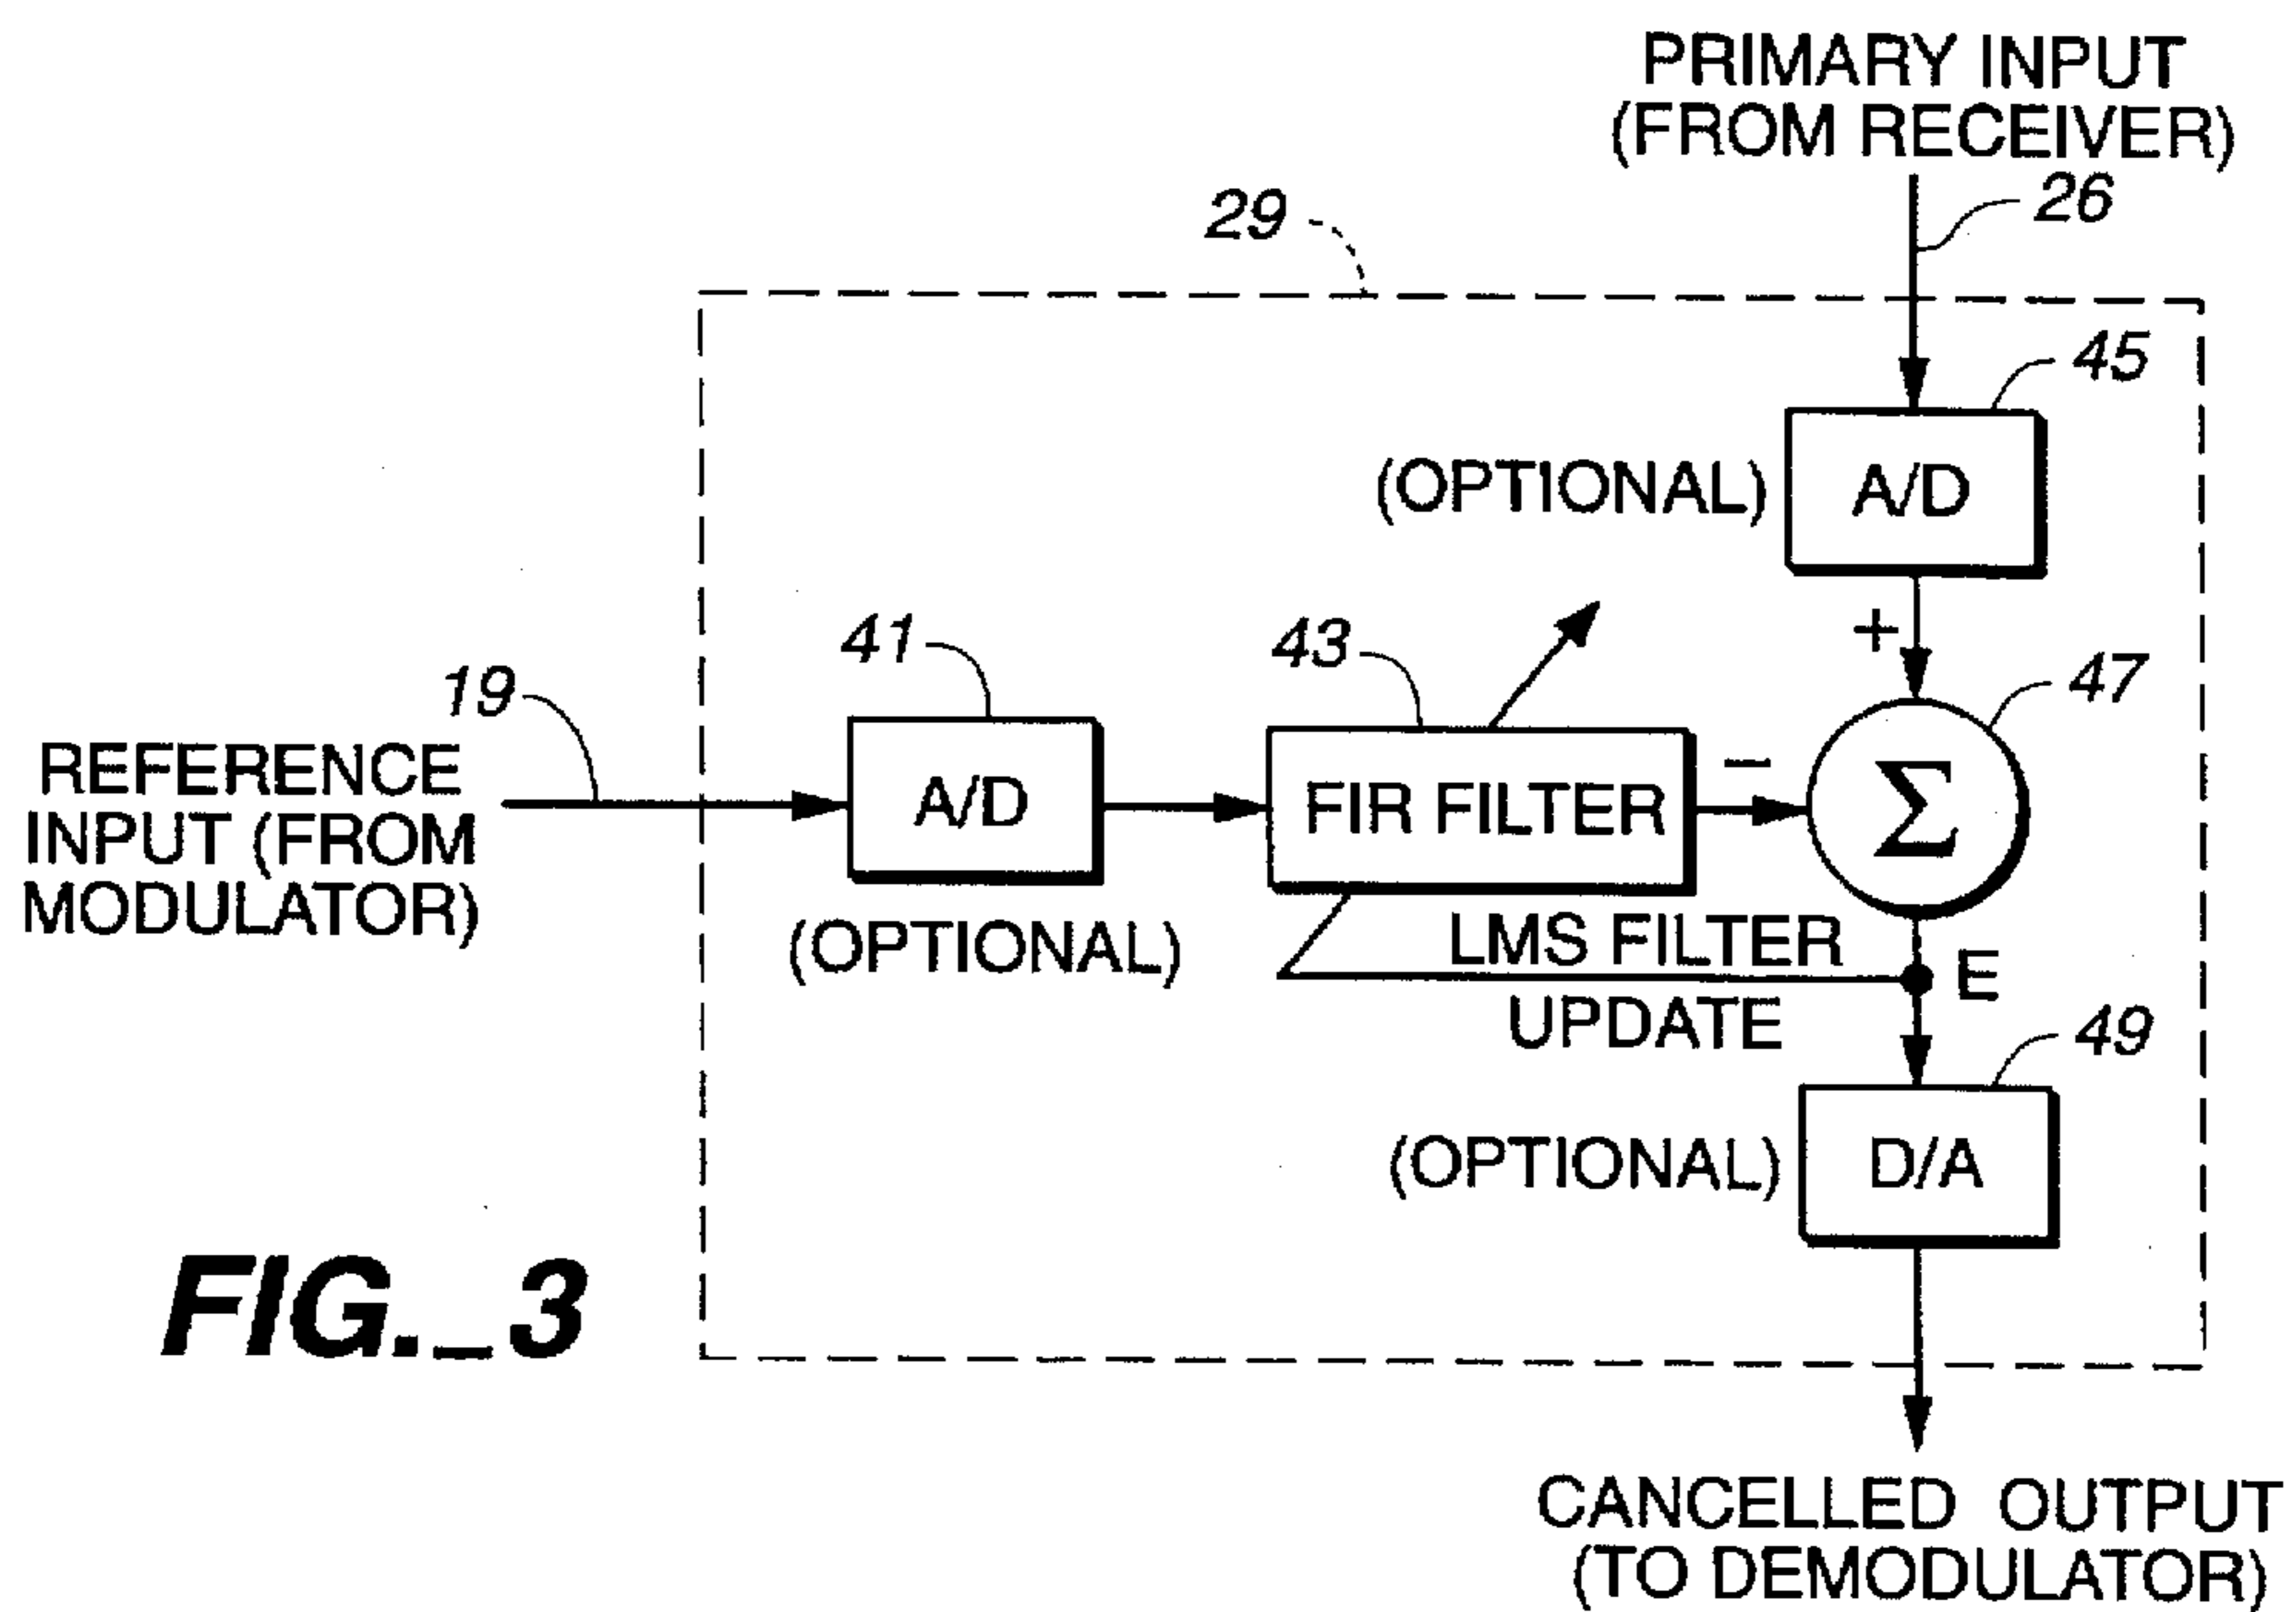 PRIMARY INPUT
(FROM RECEIVER)
26
29
45
(OPTIONAL)
A/D
+
41
43
47
19
REFERENCE
INPUT (FROM
MODULATOR)
A/D
FIR FILTER
−
Σ
(OPTIONAL)
LMS FILTER
UPDATE
E
49
(OPTIONAL)
D/A
FIG._3
CANCELLED OUTPUT
(TO DEMODULATOR)